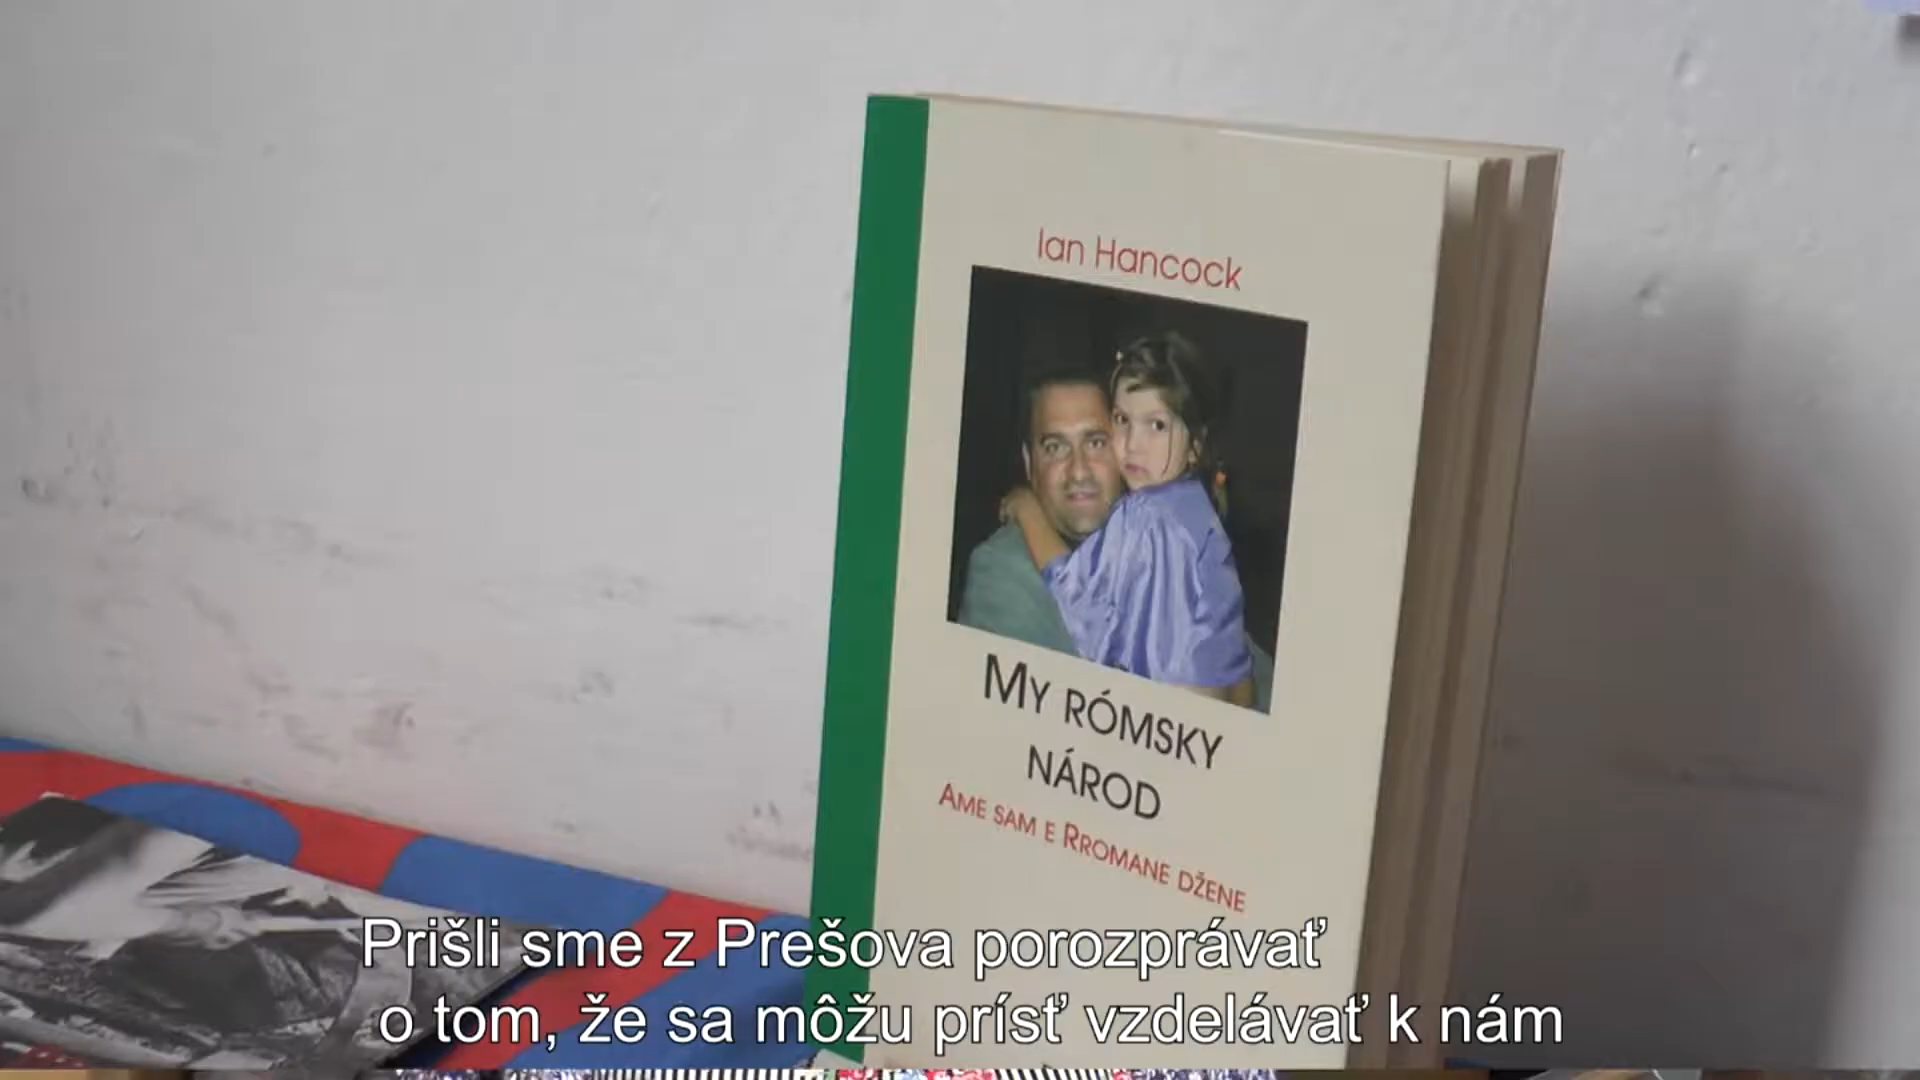 Ian Hancock
My rómsky
národ
Ame sam e Rromane džene
Prišli sme z Prešova porozprávať
o tom, že sa môžu prísť vzdelávať k nám